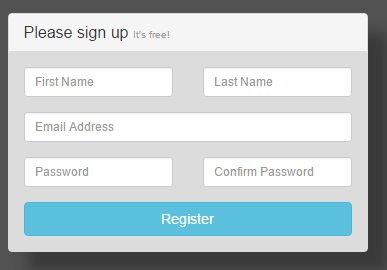 Please sign up It's free!
First Name Last Name
Email Address
Password Confirm Password
Register